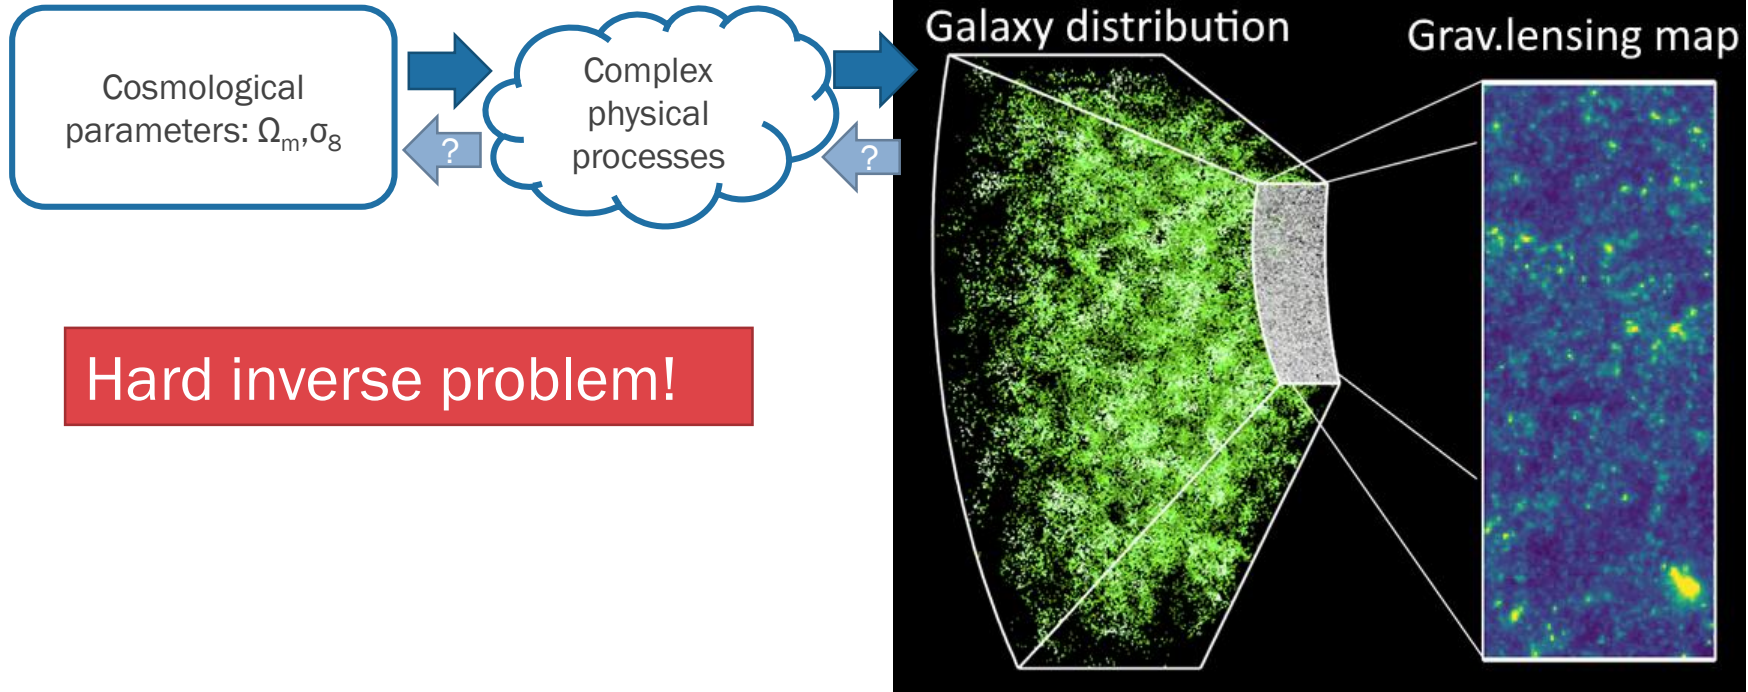 Cosmological
parameters: Ωₘ,σ₈
?
Complex
physical
processes
?
Hard inverse problem!
Galaxy distribution
Grav.lensing map